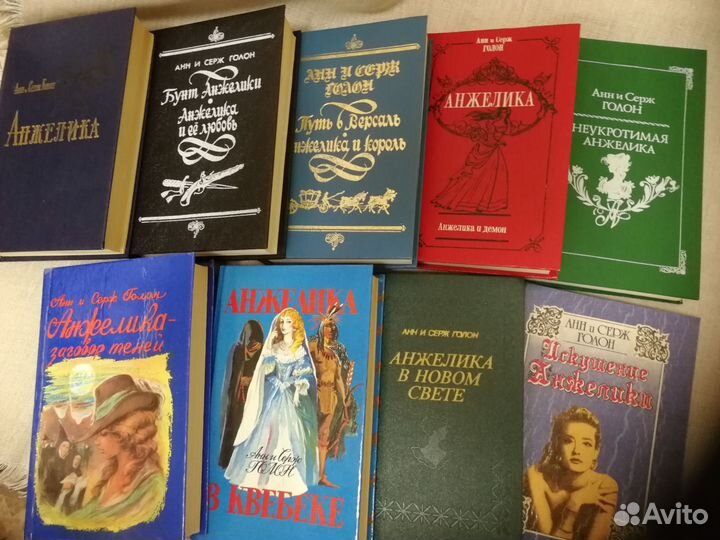 Анн и Серж Голон
Анжелика
АНН И СЕРЖ ГОЛОН
Бунт Анжелики
Анжелика
и её любовь
АНН И СЕРЖ
ГОЛОН
Путь в Версаль
нжелика и король
Анн и Серж
ГОЛОН
АНЖЕЛИКА
Анжелика и демон
Анн и Серж
ГОЛОН
НЕУКРОТИМАЯ
АНЖЕЛИКА
Анн и Серж Голон
Анжелика-
заговор теней
АНЖЕЛИКА
Анн и Серж
ГОЛОН
В КВЕБЕКЕ
АНН И СЕРЖ ГОЛОН
АНЖЕЛИКА
В НОВОМ
СВЕТЕ
АНН и СЕРЖ
ГОЛОН
Искушение
Анжелики
Avito